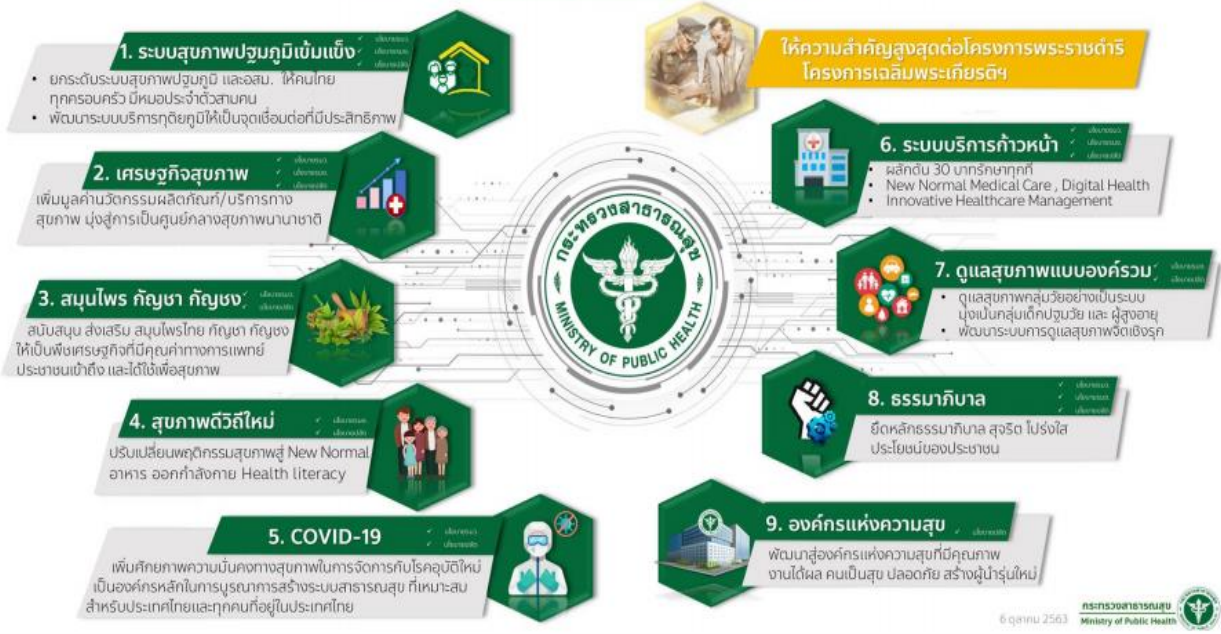 1. ระบบสุขภาพปฐมภูมิเข้มแข็ง
• ยกระดับระบบสุขภาพปฐมภูมิ และอสม. ให้คนไทย
ทุกครอบครัว มีหมอประจำตัวสามคน
• พัฒนาระบบบริการทุติยภูมิให้เป็นจุดเชื่อมต่อที่มีประสิทธิภาพ
2. เศรษฐกิจสุขภาพ
เพิ่มมูลค่านวัตกรรมผลิตภัณฑ์/บริการทาง
สุขภาพ มุ่งสู่การเป็นศูนย์กลางสุขภาพนานาชาติ
3. สมุนไพร กัญชา กัญชง
สนับสนุน ส่งเสริม สมุนไพรไทย กัญชา กัญชง
ให้เป็นพืชเศรษฐกิจที่มีคุณค่าทางการแพทย์
ประชาชนเข้าถึง และได้ใช้เพื่อสุขภาพ
4. สุขภาพดีวิถีใหม่
ปรับเปลี่ยนพฤติกรรมสุขภาพสู่ New Normal
อาหาร ออกกำลังกาย Health literacy
5. COVID-19
เพิ่มศักยภาพความมั่นคงทางสุขภาพในการจัดการกับโรคอุบัติใหม่
เป็นองค์กรหลักในการบูรณาการสร้างระบบสาธารณสุข ที่เหมาะสม
สำหรับประเทศไทยและทุกคนที่อยู่ในประเทศไทย
กระทรวงสาธารณสุข
MINISTRY OF PUBLIC HEALTH
ให้ความสำคัญสูงสุดต่อโครงการพระราชดำริ
โครงการเฉลิมพระเกียรติฯ
6. ระบบบริการก้าวหน้า
• ผลักดัน 30 บาทรักษาทุกที่
• New Normal Medical Care , Digital Health
• Innovative Healthcare Management
7. ดูแลสุขภาพแบบองค์รวม
• ดูแลสุขภาพกลุ่มวัยอย่างเป็นระบบ
มุ่งเน้นกลุ่มเด็กปฐมวัย และ ผู้สูงอายุ
• พัฒนาระบบการดูแลสุขภาพจิตเชิงรุก
8. ธรรมาภิบาล
ยึดหลักธรรมาภิบาล สุจริต โปร่งใส
ประโยชน์ของประชาชน
9. องค์กรแห่งความสุข
พัฒนาสู่องค์กรแห่งความสุขที่มีคุณภาพ
งานได้ผล คนเป็นสุข ปลอดภัย สร้างผู้นำรุ่นใหม่
6 ตุลาคม 2563
กระทรวงสาธารณสุข
Ministry of Public Health